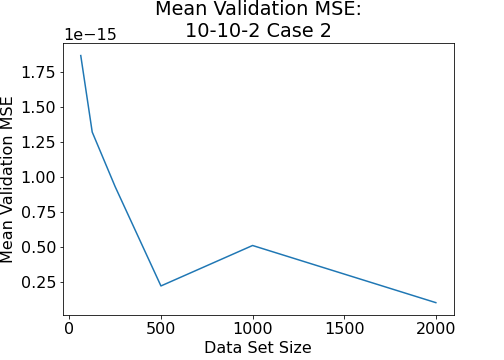 Mean Validation MSE:
10-10-2 Case 2
1e−15
1.75
1.50
1.25
1.00
0.75
0.50
0.25
Mean Validation MSE
0 500 1000 1500 2000
Data Set Size